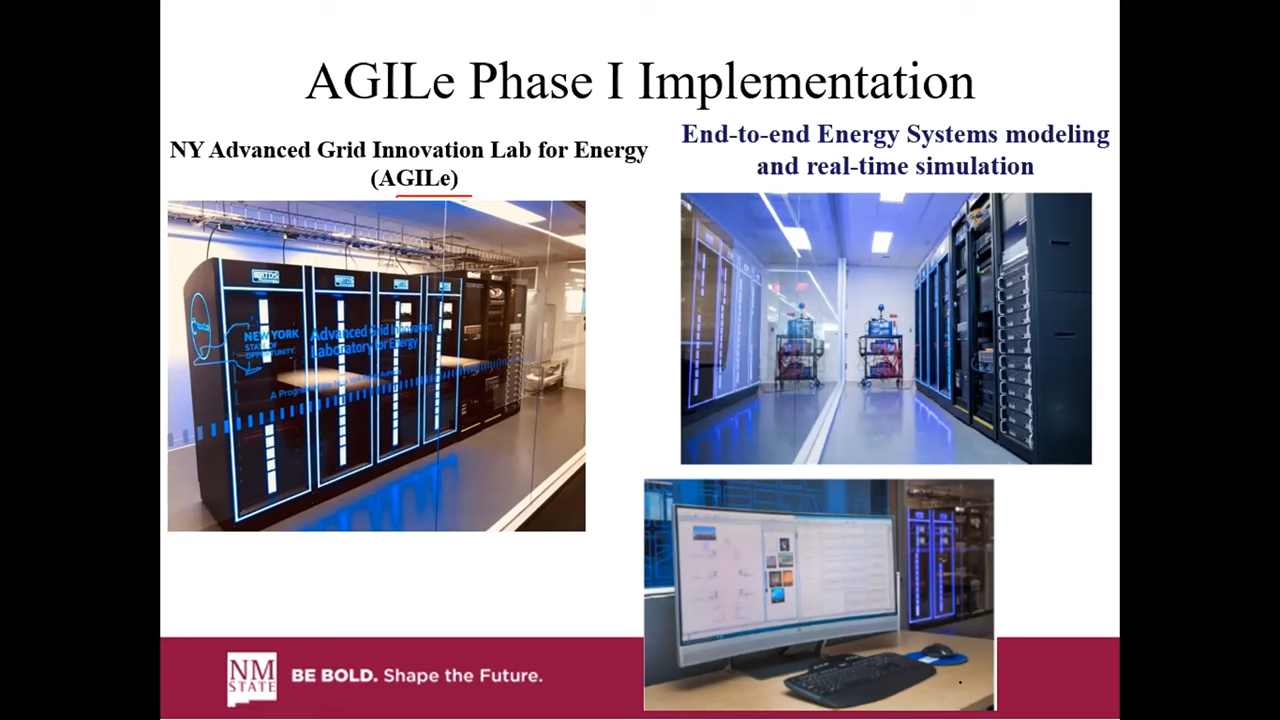 AGILe Phase I Implementation
NY Advanced Grid Innovation Lab for Energy
(AGILe)
End-to-end Energy Systems modeling
and real-time simulation
RTDS
NEW YORK
STATE OF
OPPORTUNITY.
Advanced Grid Innovation
Laboratory for Energy
NM
STATE
BE BOLD. Shape the Future.